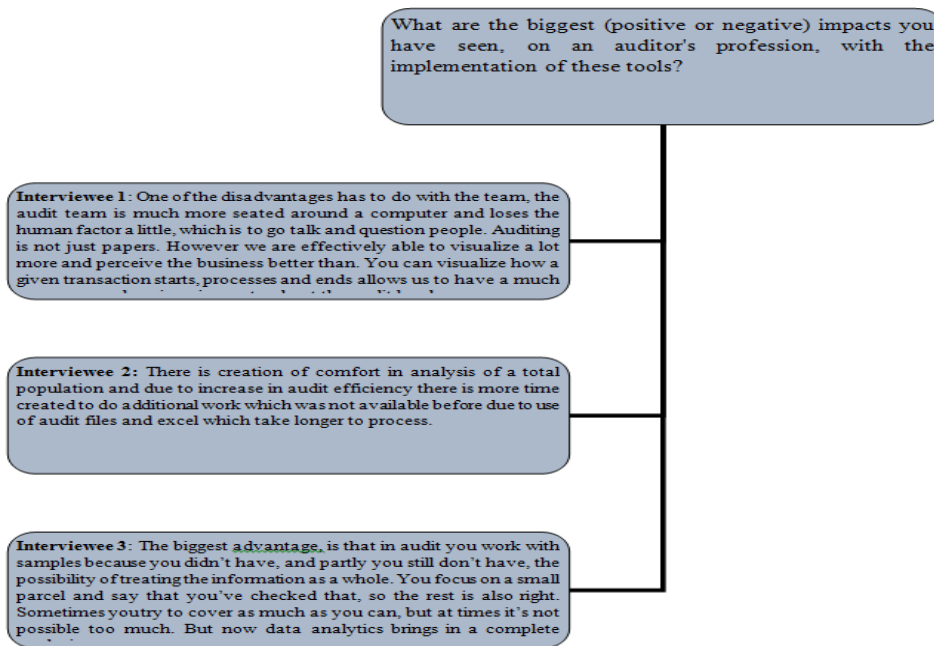 What are the biggest (positive or negative) impacts you
have seen, on an auditor's profession, with the
implementation of these tools?
Interviewee 1: One of the disadvantages has to do with the team, the
audit team is much more seated around a computer and loses the
human factor a little, which is to go talk and question people. Auditing
is not just papers. However we are effectively able to visualize a lot
more and perceive the business better than. You can visualize how a
given transaction starts, processes and ends allows us to have a much
Interviewee 2: There is creation of comfort in analysis of a total
population and due to increase in audit efficiency there is more time
created to do additional work which was not available before due to use
of audit files and excel which take longer to process.
Interviewee 3: The biggest advantage, is that in audit you work with
samples because you didn't have, and partly you still don't have, the
possibility of treating the information as a whole. You focus on a small
parcel and say that you've checked that, so the rest is also right.
Sometimes youtry to cover as much as you can, but at times it's not
possible too much. But now data analytics brings in a complete